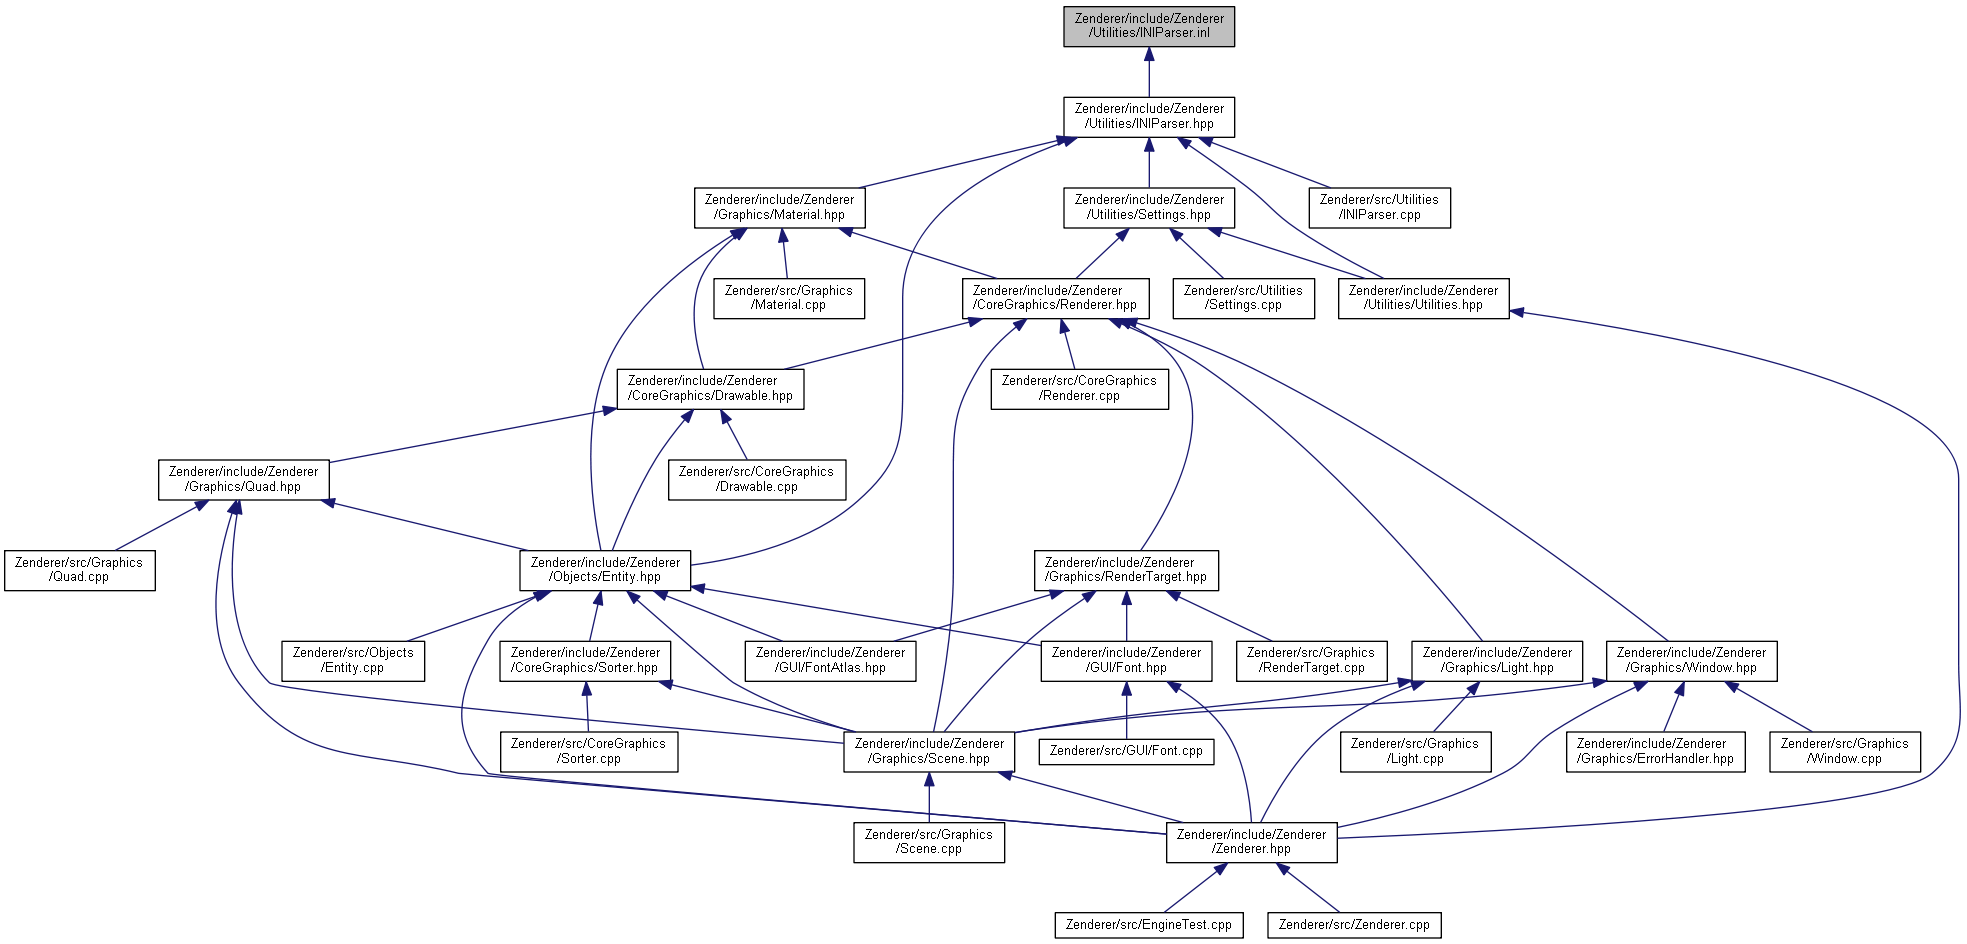 Zenderer/include/Zenderer
/Utilities/INIParser.inl
Zenderer/include/Zenderer
/Utilities/INIParser.hpp
Zenderer/include/Zenderer
/Graphics/Material.hpp
Zenderer/include/Zenderer
/Utilities/Settings.hpp
Zenderer/src/Utilities
/INIParser.cpp
Zenderer/src/Graphics
/Material.cpp
Zenderer/include/Zenderer
/CoreGraphics/Renderer.hpp
Zenderer/src/Utilities
/Settings.cpp
Zenderer/include/Zenderer
/Utilities/Utilities.hpp
Zenderer/include/Zenderer
/CoreGraphics/Drawable.hpp
Zenderer/src/CoreGraphics
/Renderer.cpp
Zenderer/include/Zenderer
/Graphics/Quad.hpp
Zenderer/src/CoreGraphics
/Drawable.cpp
Zenderer/src/Graphics
/Quad.cpp
Zenderer/include/Zenderer
/Objects/Entity.hpp
Zenderer/include/Zenderer
/Graphics/RenderTarget.hpp
Zenderer/src/Objects
/Entity.cpp
Zenderer/include/Zenderer
/CoreGraphics/Sorter.hpp
Zenderer/include/Zenderer
/GUI/FontAtlas.hpp
Zenderer/include/Zenderer
/GUI/Font.hpp
Zenderer/src/Graphics
/RenderTarget.cpp
Zenderer/include/Zenderer
/Graphics/Light.hpp
Zenderer/include/Zenderer
/Graphics/Window.hpp
Zenderer/src/CoreGraphics
/Sorter.cpp
Zenderer/include/Zenderer
/Graphics/Scene.hpp
Zenderer/src/GUI/Font.cpp
Zenderer/src/Graphics
/Light.cpp
Zenderer/include/Zenderer
/Graphics/ErrorHandler.hpp
Zenderer/src/Graphics
/Window.cpp
Zenderer/src/Graphics
/Scene.cpp
Zenderer/include/Zenderer
/Zenderer.hpp
Zenderer/src/EngineTest.cpp
Zenderer/src/Zenderer.cpp